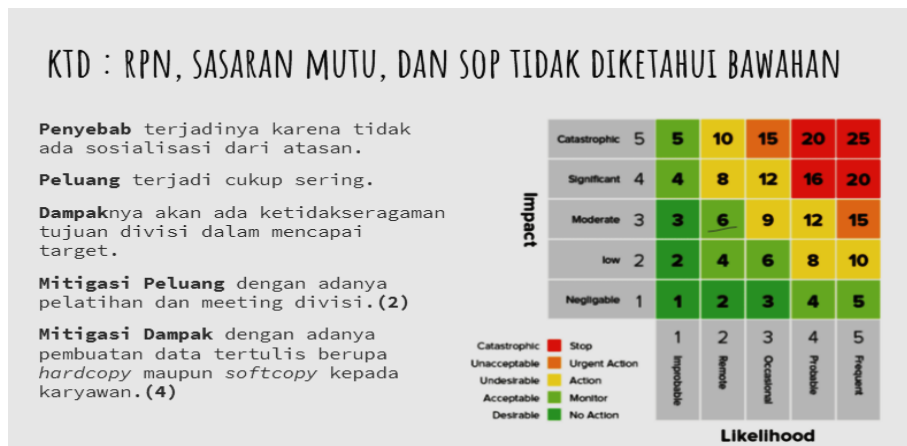 KTD : RPN, SASARAN MUTU, DAN SOP TIDAK DIKETAHUI BAWAHAN
Penyebab terjadinya karena tidak
ada sosialisasi dari atasan.
Peluang terjadi cukup sering.
Dampaknya akan ada ketidakseragaman
tujuan divisi dalam mencapai
target.
Mitigasi Peluang dengan adanya
pelatihan dan meeting divisi.(2)
Mitigasi Dampak dengan adanya
pembuatan data tertulis berupa
hardcopy maupun softcopy kepada
karyawan.(4)
Impact
Catastrophic 5 5 10 15 20 25
Significant 4 4 8 12 16 20
Moderate 3 3 6 9 12 15
low 2 2 4 6 8 10
Negligable 1 1 2 3 4 5
1 2 3 4 5
Improbable Remote Occasional Probable Frequent
Likelihood
Catastrophic Stop
Unacceptable Urgent Action
Undesirable Action
Acceptable Monitor
Desirable No Action